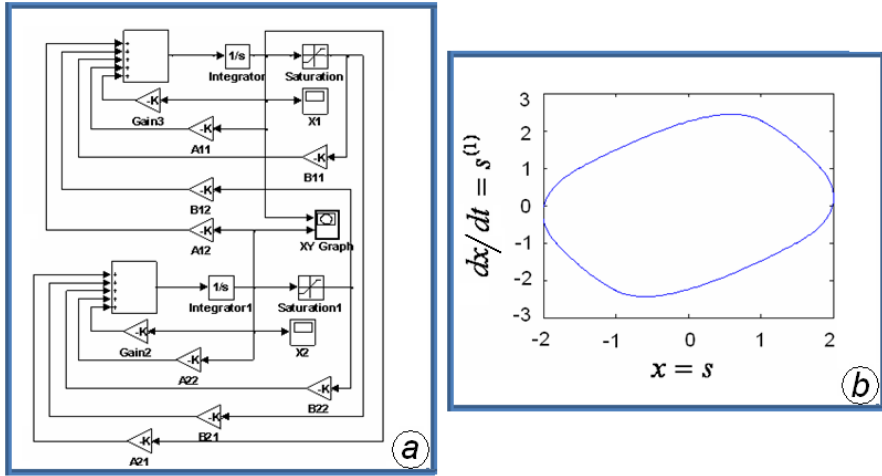 +
+
+
+
+
1/s
Integrator
Saturation
-K
Gain3
X1
-K
A11
-K
B11
-K
B12
-K
A12
XY Graph
+
+
+
+
+
1/s
Integrator1
Saturation1
-K
Gain2
X2
-K
A22
-K
B22
-K
B21
-K
A21
a
3
2
1
0
-1
-2
-3
-2 -1 0 1 2
dx/dt = s(1)
x = s
b